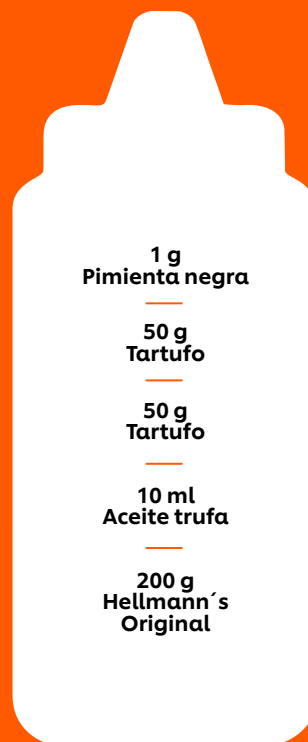 1 g
Pimienta negra
50 g
Tartufo
50 g
Tartufo
10 ml
Aceite trufa
200 g
Hellmann´s
Original